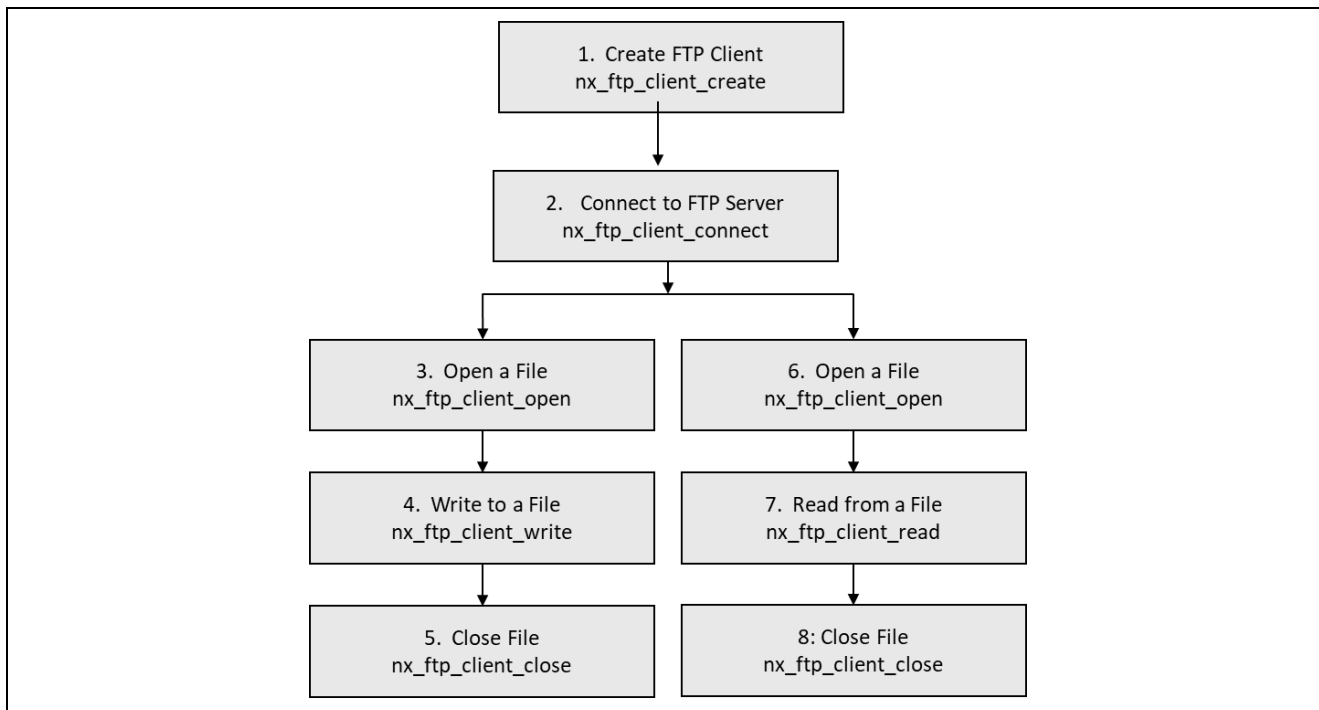 1. Create FTP Client
nx_ftp_client_create
2. Connect to FTP Server
nx_ftp_client_connect
3. Open a File
nx_ftp_client_open
6. Open a File
nx_ftp_client_open
4. Write to a File
nx_ftp_client_write
7. Read from a File
nx_ftp_client_read
5. Close File
nx_ftp_client_close
8: Close File
nx_ftp_client_close